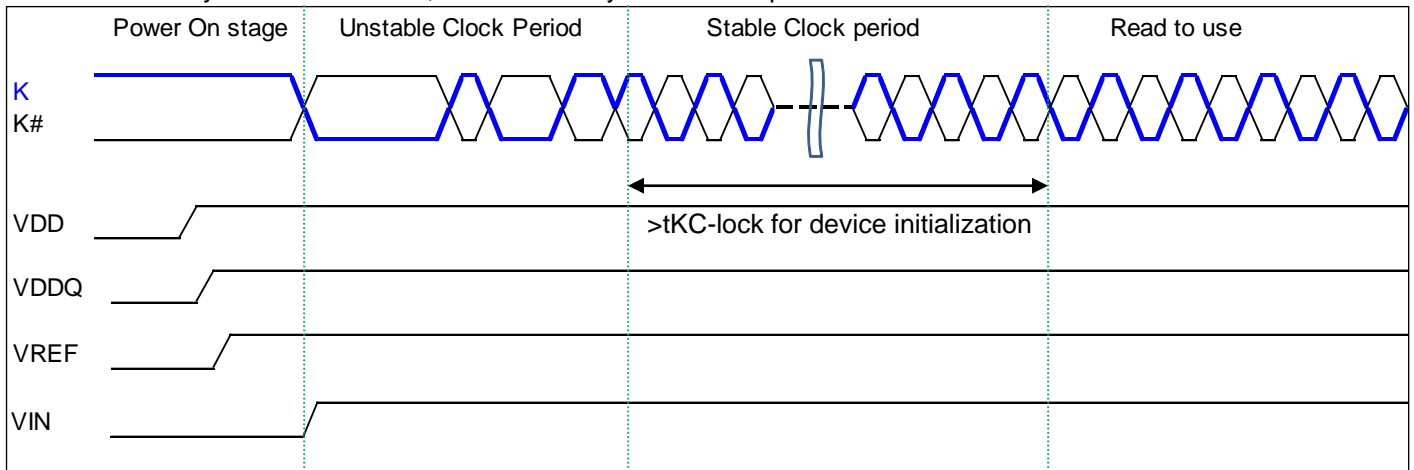 Power On stage
Unstable Clock Period
Stable Clock period
Read to use
K
K#
VDD
>tKC-lock for device initialization
VDDQ
VREF
VIN